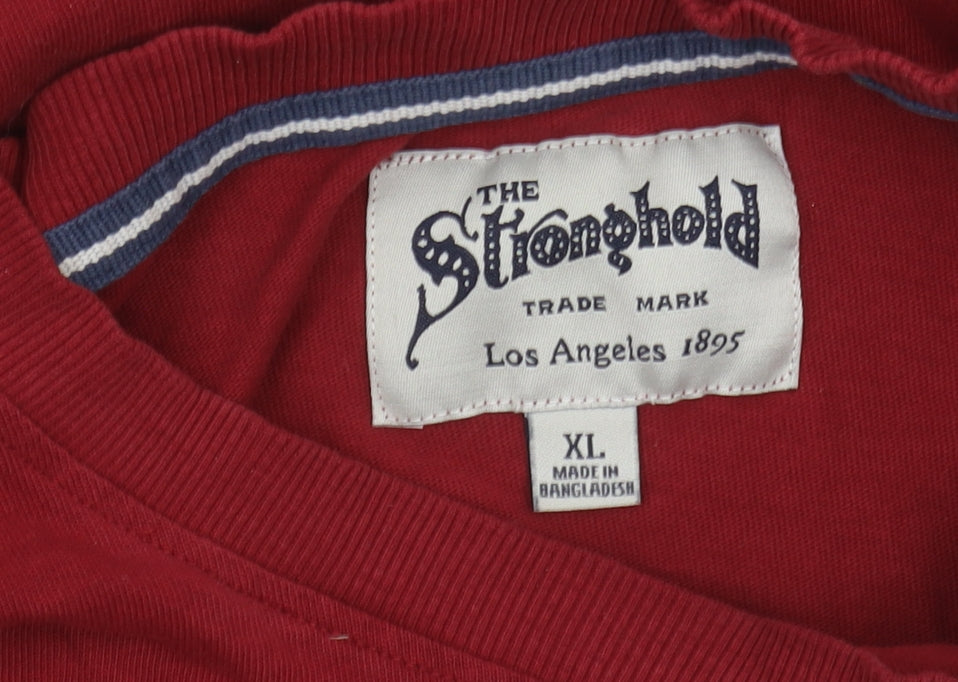 THE
Stronghold
TRADE MARK
Los Angeles 1895
XL
MADE IN
BANGLADESH